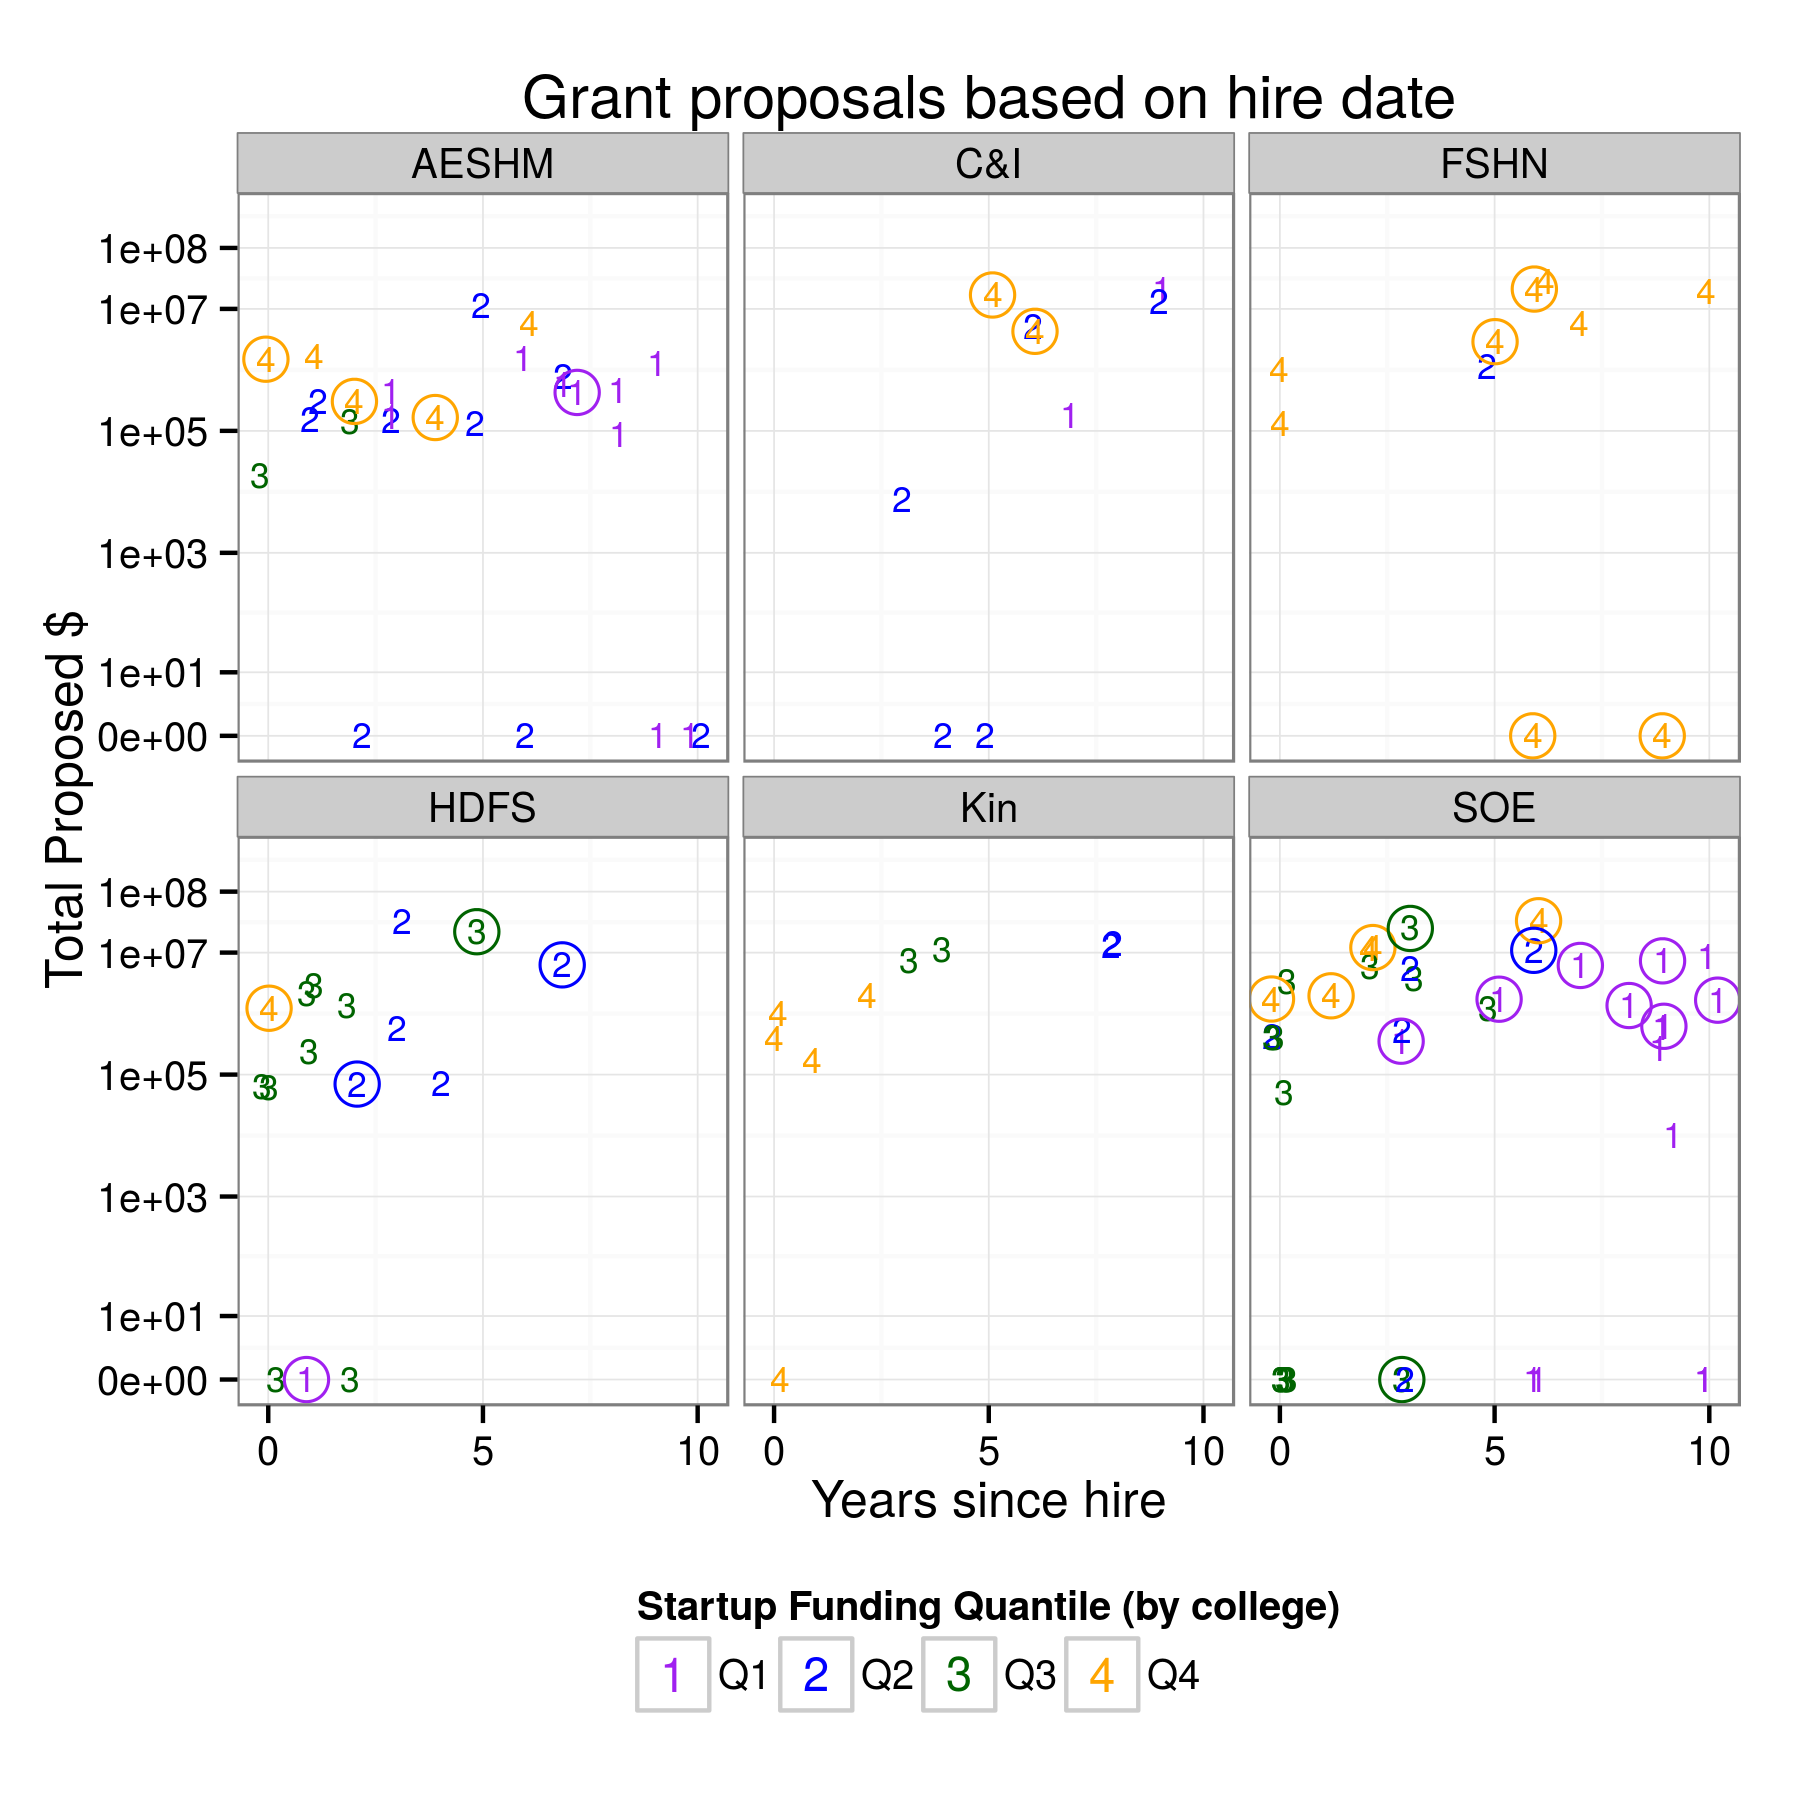 Grant proposals based on hire date
AESHM C&I FSHN
1e+08
1e+07
1e+05
1e+03
1e+01
0e+00
Total Proposed $
HDFS Kin SOE
1e+08
1e+07
1e+05
1e+03
1e+01
0e+00
0 5 10 0 5 10 0 5 10
Years since hire
Startup Funding Quantile (by college)
1 Q1 2 Q2 3 Q3 4 Q4